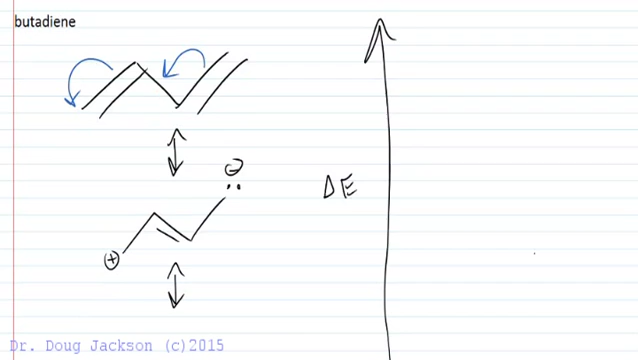 butadiene
⊖
..
ΔE
⊕
Dr. Doug Jackson (c)2015